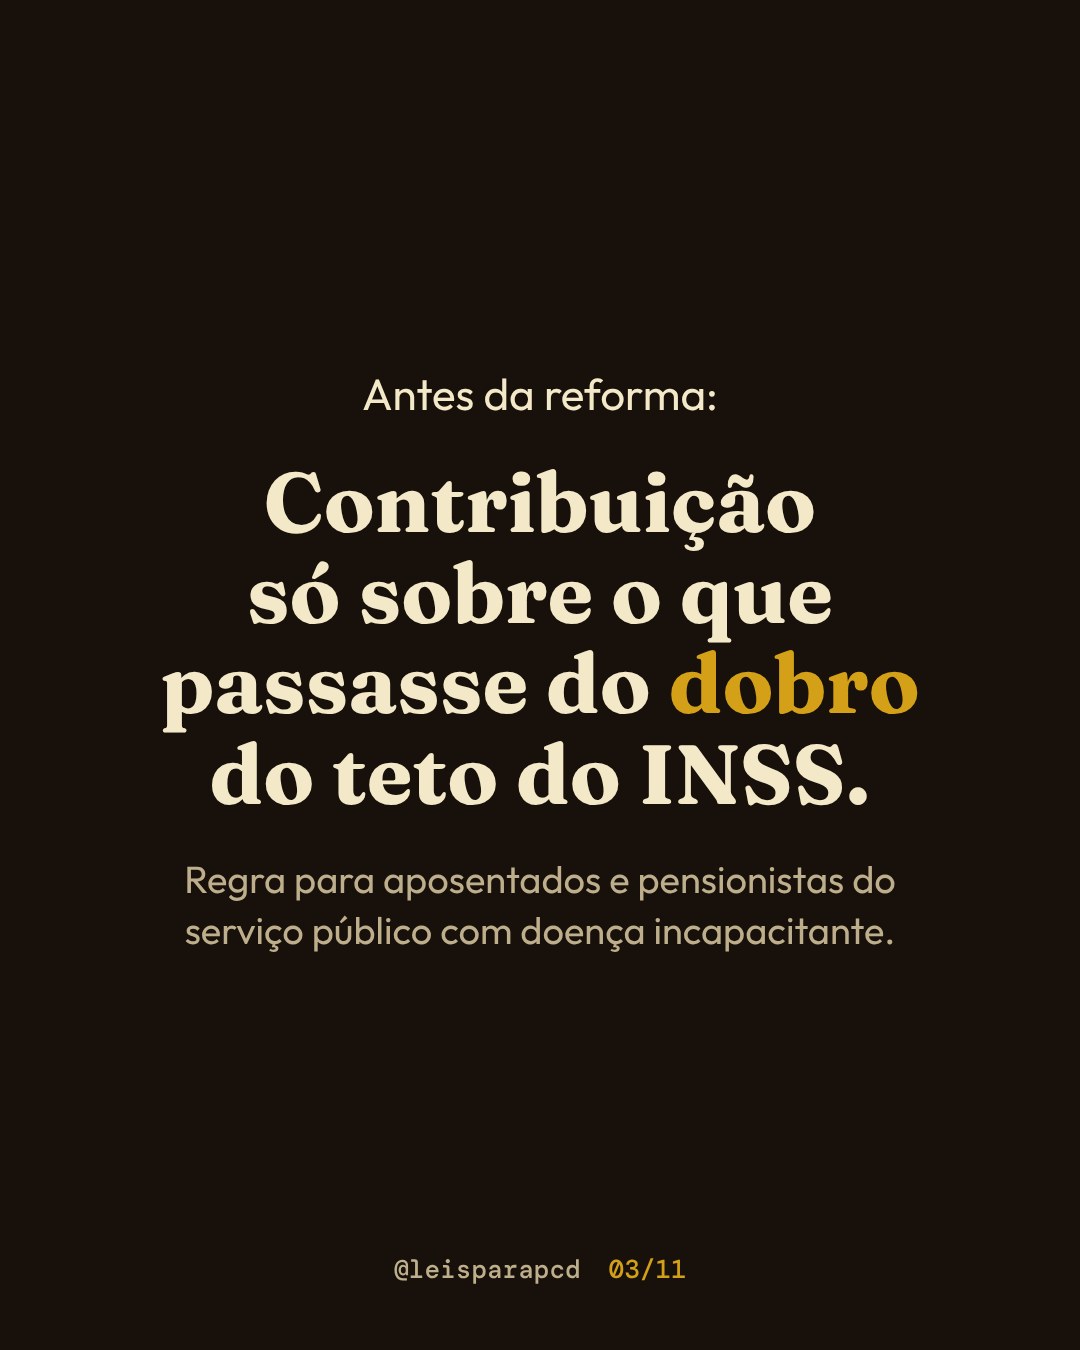 Antes da reforma:
Contribuição
só sobre o que
passasse do dobro
do teto do INSS.
Regra para aposentados e pensionistas do
serviço público com doença incapacitante.
@leisparapcd 03/11